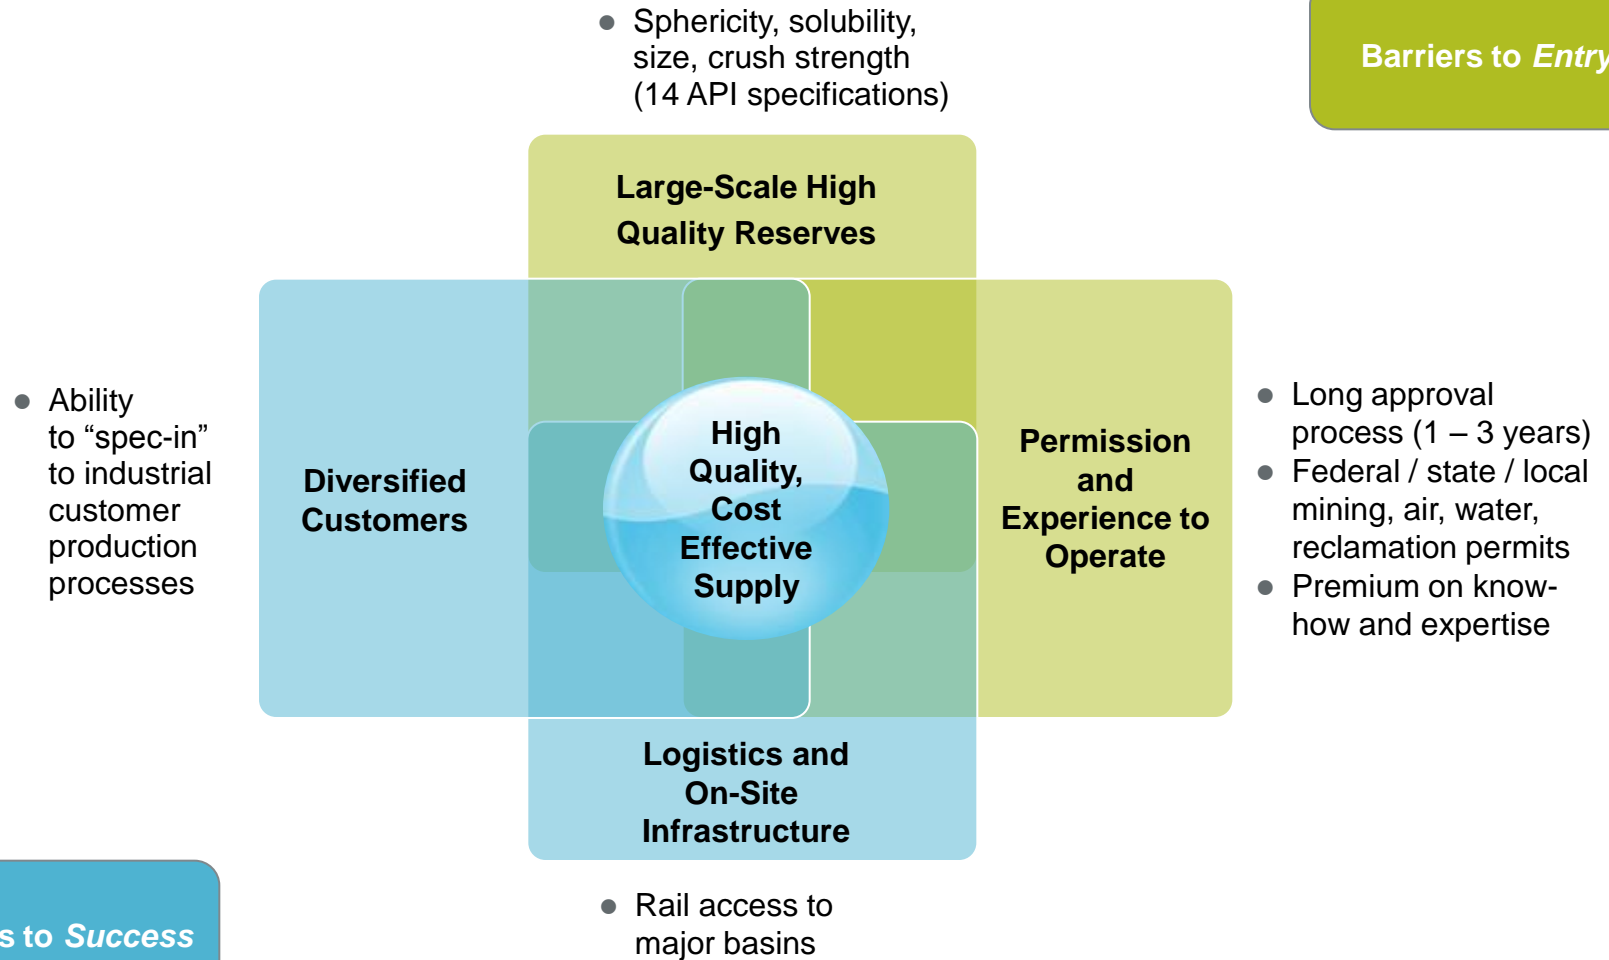 ● Sphericity, solubility,
size, crush strength
(14 API specifications)
Barriers to Entry
Large-Scale High
Quality Reserves
● Ability
to “spec-in”
to industrial
customer
production
processes
Diversified
Customers
High
Quality,
Cost
Effective
Supply
Permission
and
Experience to
Operate
● Long approval
process (1 – 3 years)
● Federal / state / local
mining, air, water,
reclamation permits
● Premium on know-
how and expertise
Logistics and
On-Site
Infrastructure
● Rail access to
major basins
to Success